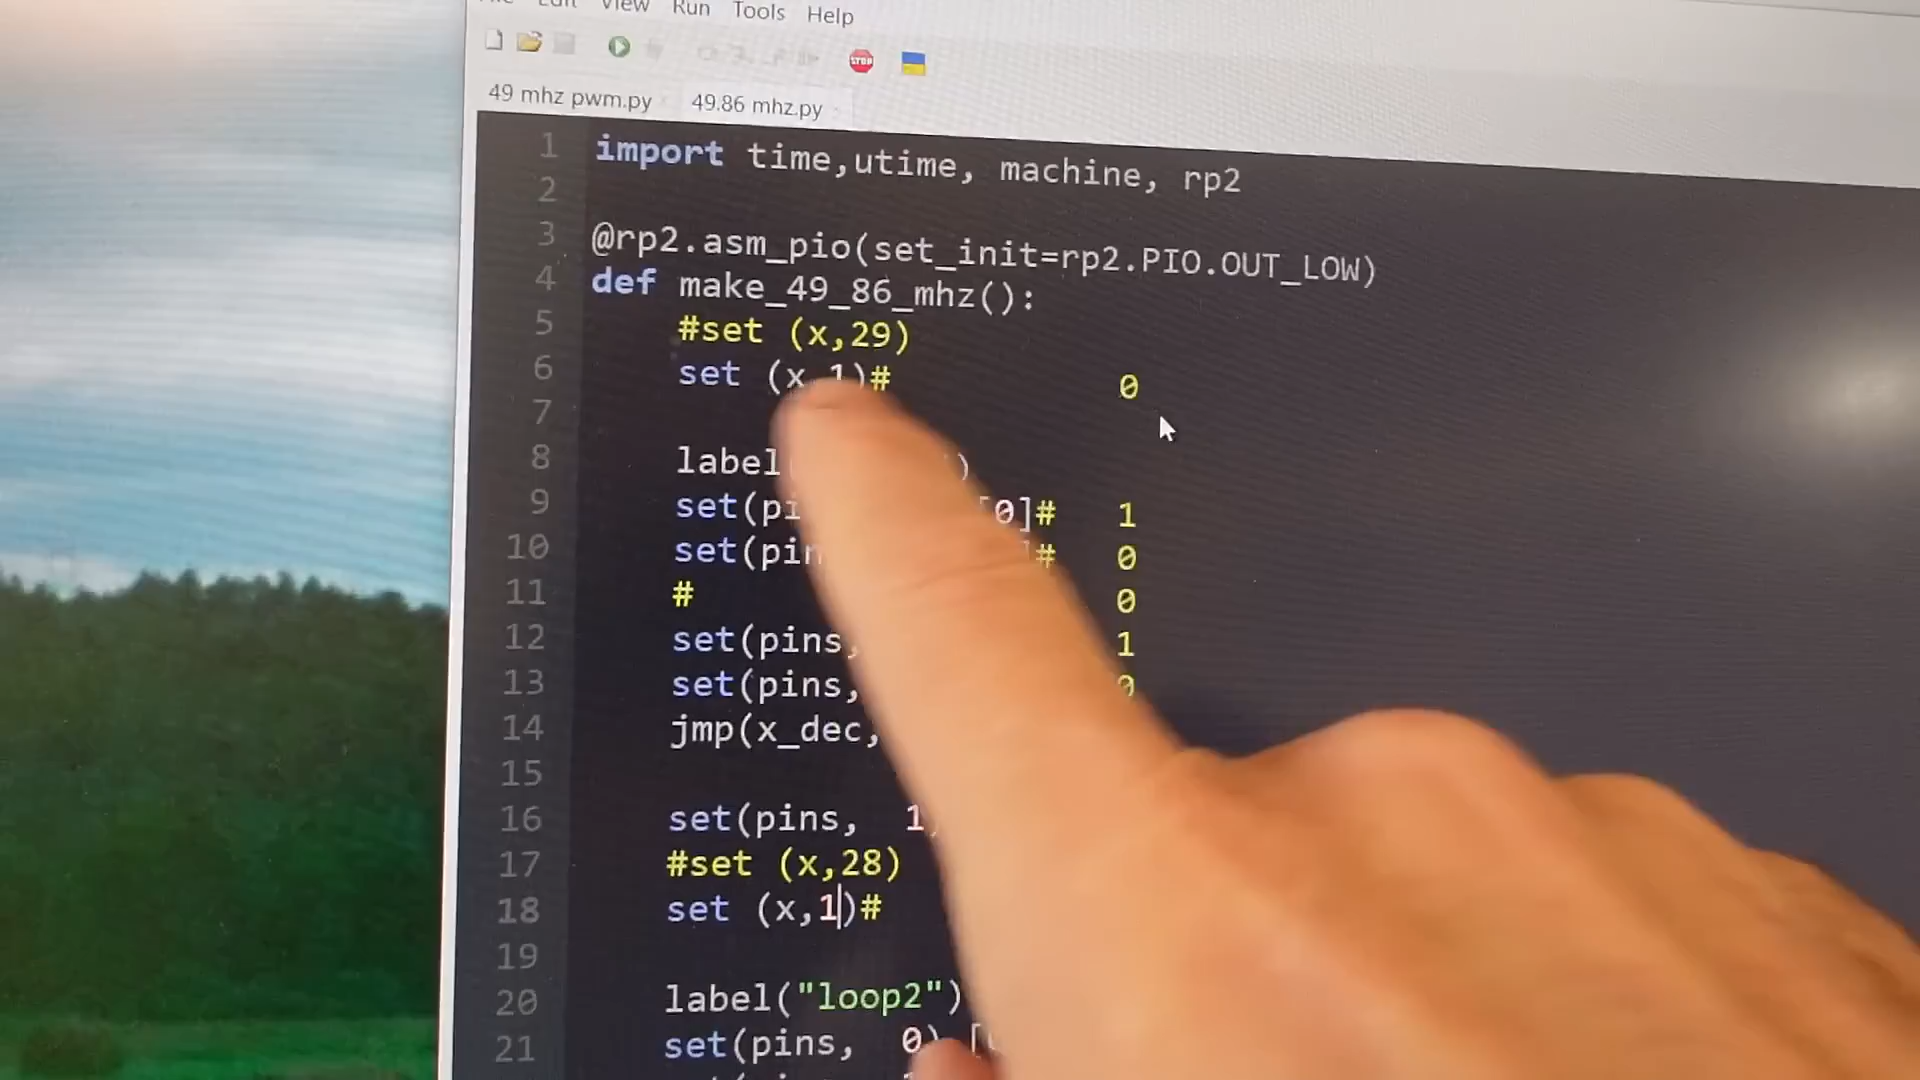 Edit View Run Tools Help
STOP
49 mhz pwm.py 49.86 mhz.py
1 import time,utime, machine, rp2
2
3 @rp2.asm_pio(set_init=rp2.PIO.OUT_LOW)
4 def make_49_86_mhz():
5 #set (x,29)
6 set (x,1)# 0
7
8 label )
9 set(pi [0]# 1
10 set(pin ]# 0
11 # 0
12 set(pins, 1
13 set(pins, 0
14 jmp(x_dec,
15
16 set(pins, 1
17 #set (x,28)
18 set (x,1)#
19
20 label("loop2")
21 set(pins, 0) [